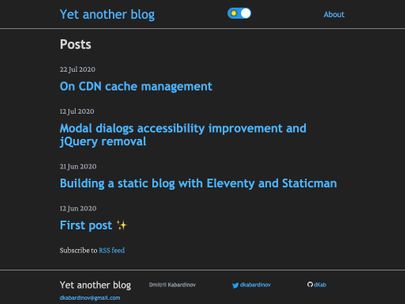 Yet another blog
About
Posts
22 Jul 2020
On CDN cache management
12 Jul 2020
Modal dialogs accessibility improvement and
jQuery removal
21 Jun 2020
Building a static blog with Eleventy and Staticman
12 Jun 2020
First post ✨
Subscribe to RSS feed
Yet another blog
Dmitrii Kabardinov
dkabardinov
dKab
dkabardinov@gmail.com